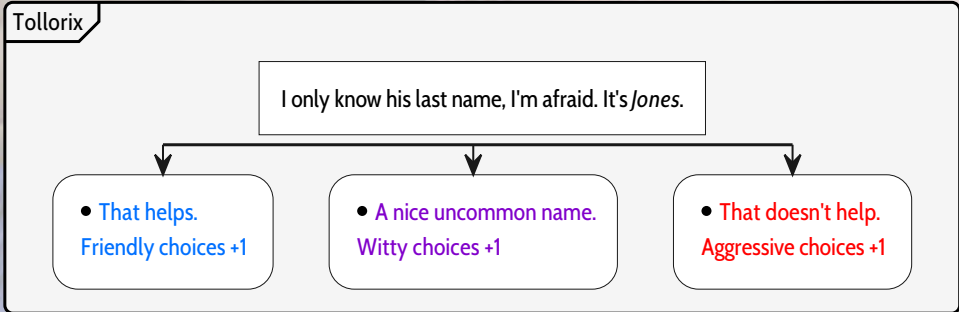 Tollorix
I only know his last name, I'm afraid. It's Jones.
• That helps.
Friendly choices +1
• A nice uncommon name.
Witty choices +1
• That doesn't help.
Aggressive choices +1